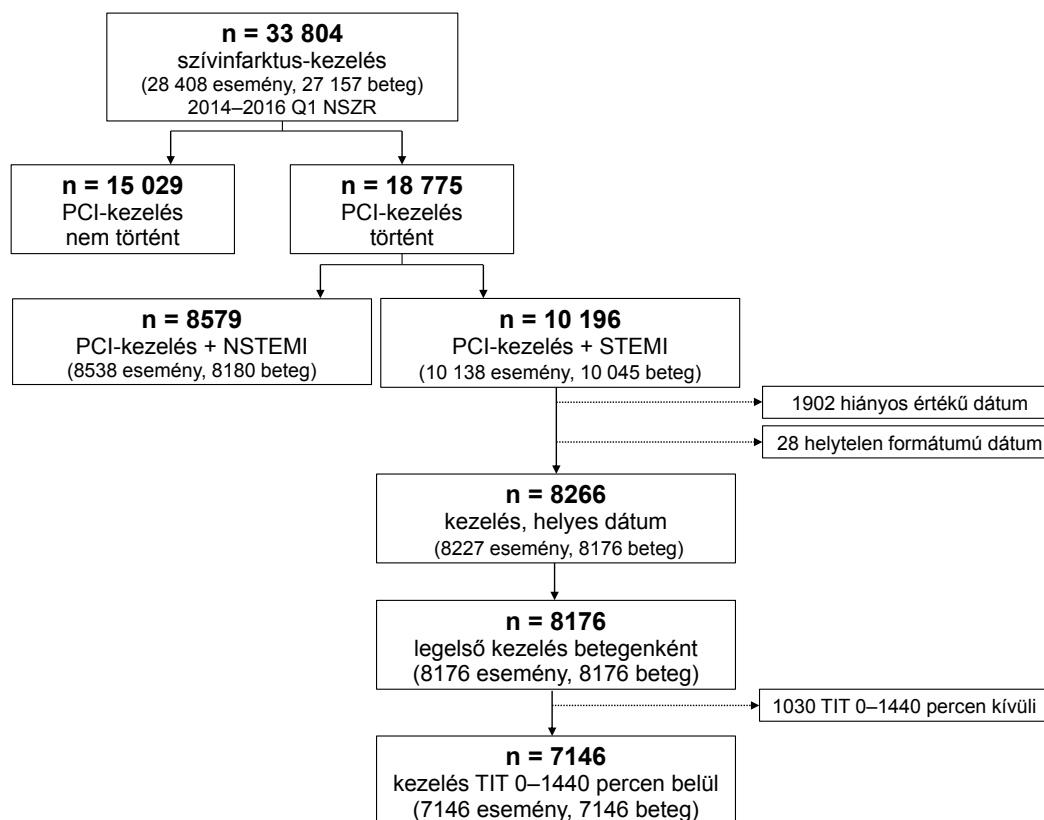 n = 33 804
szívinfarktus-kezelés
(28 408 esemény, 27 157 beteg)
2014–2016 Q1 NSZR
n = 15 029
PCI-kezelés
nem történt
n = 18 775
PCI-kezelés
történt
n = 8579
PCI-kezelés + NSTEMI
(8538 esemény, 8180 beteg)
n = 10 196
PCI-kezelés + STEMI
(10 138 esemény, 10 045 beteg)
1902 hiányos értékű dátum
28 helytelen formátumú dátum
n = 8266
kezelés, helyes dátum
(8227 esemény, 8176 beteg)
n = 8176
legelső kezelés betegenként
(8176 esemény, 8176 beteg)
1030 TIT 0–1440 percen kívüli
n = 7146
kezelés TIT 0–1440 percen belül
(7146 esemény, 7146 beteg)